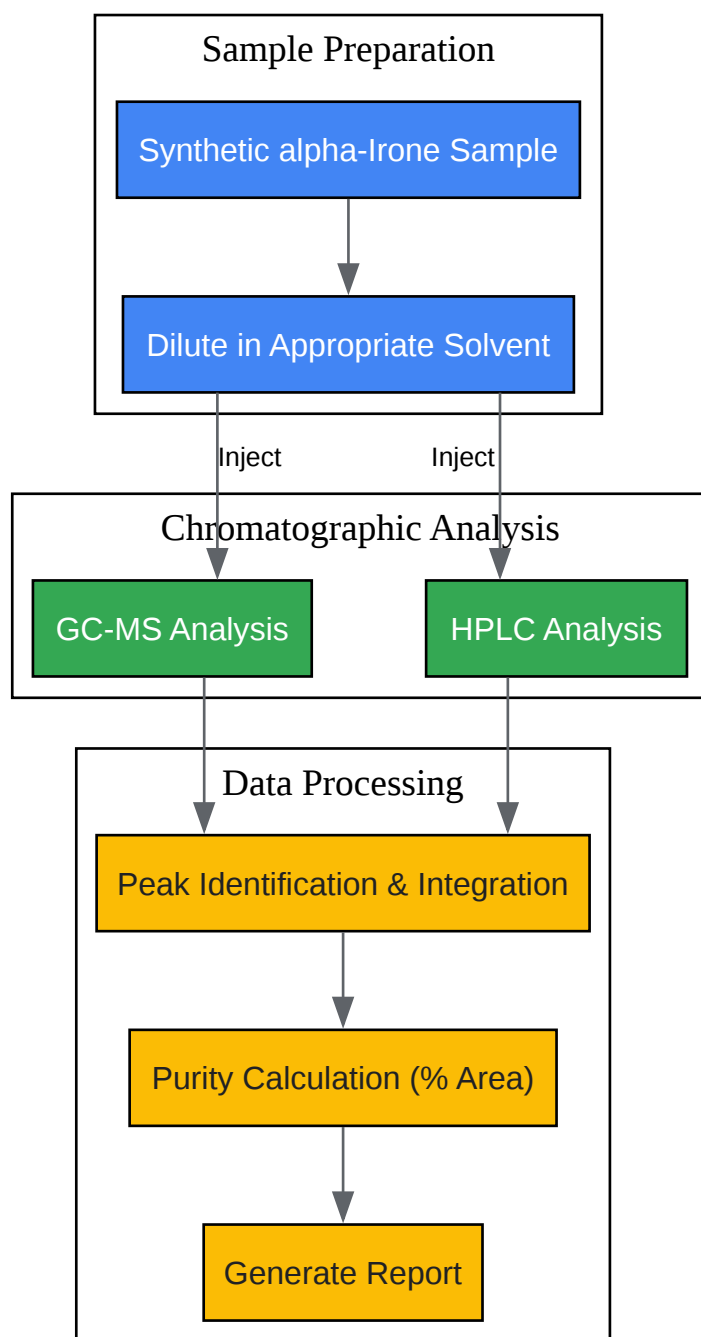 Sample Preparation
Synthetic alpha-Irone Sample
Dilute in Appropriate Solvent
Inject
Inject
Chromatographic Analysis
GC-MS Analysis
HPLC Analysis
Data Processing
Peak Identification & Integration
Purity Calculation (% Area)
Generate Report